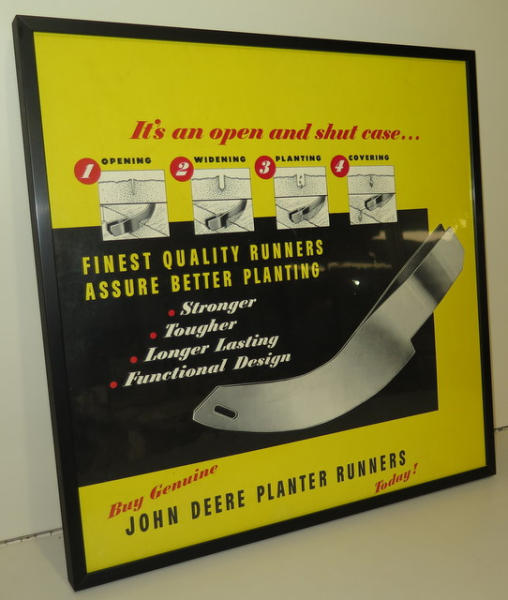 It's an open and shut case...
1 OPENING 2 WIDENING 3 PLANTING 4 COVERING
FINEST QUALITY RUNNERS
ASSURE BETTER PLANTING
• Stronger
• Tougher
• Longer Lasting
• Functional Design
Buy Genuine
JOHN DEERE PLANTER RUNNERS
Today!